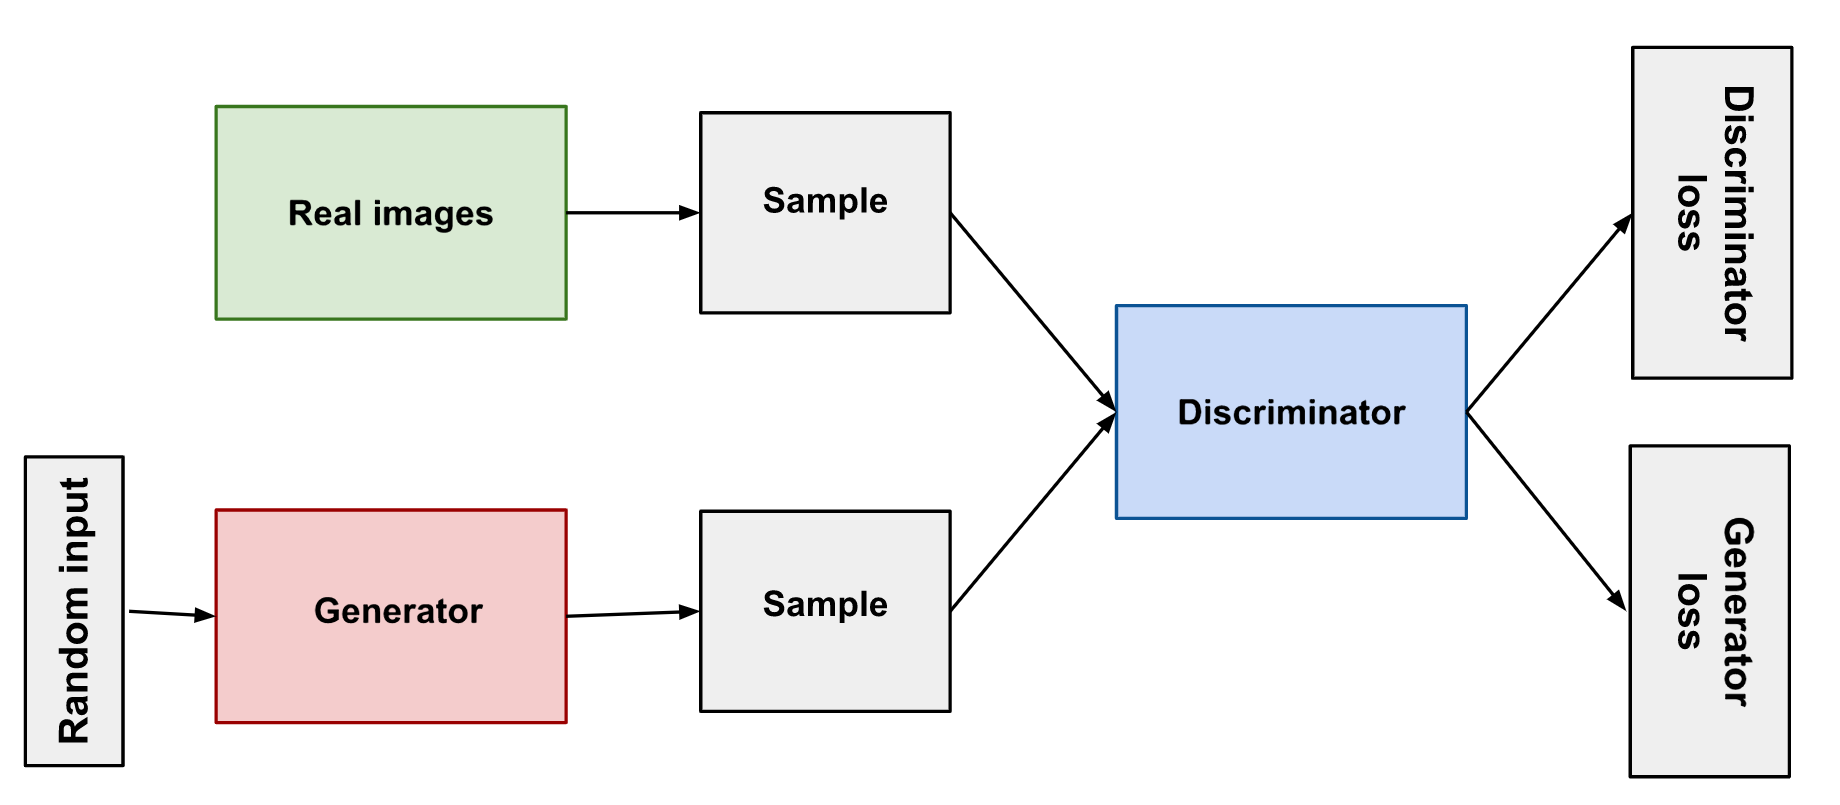 Real images
Sample
Discriminator
loss
Discriminator
Random input
Generator
Sample
Generator
loss